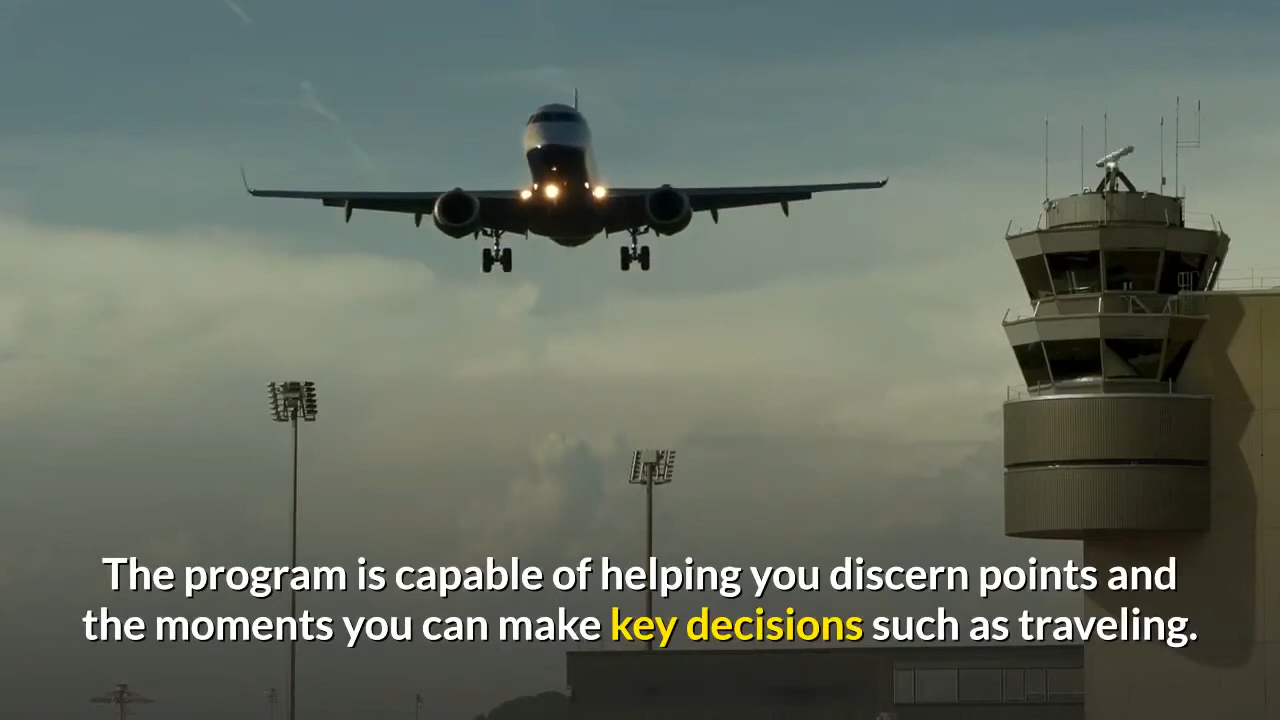 The program is capable of helping you discern points and
the moments you can make key decisions such as traveling.